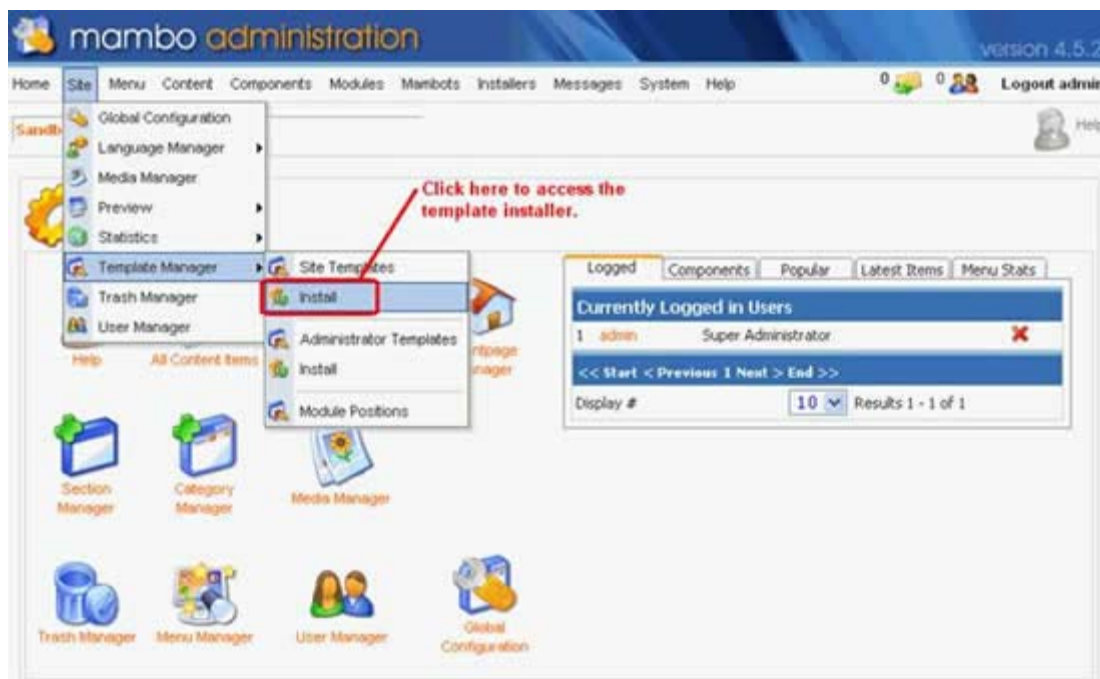 mambo administration
version 4.5.2
Home Site Menu Content Components Modules Mambots Installers Messages System Help 0 0 Logout admin
Help
Global Configuration
Language Manager
Media Manager
Preview
Statistics
Template Manager
Trash Manager
User Manager
Click here to access the
template installer.
Site Templates
Install
Administrator Templates
Install
Module Positions
Logged Components Popular Latest Items Menu Stats
Currently Logged in Users
1 admin Super Administrator
<< Start < Previous 1 Next > End >>
Display # 10 Results 1 - 1 of 1
Help
All Content Items
Section
Manager
Category
Manager
Media Manager
Trash Manager
Menu Manager
User Manager
Global
Configuration